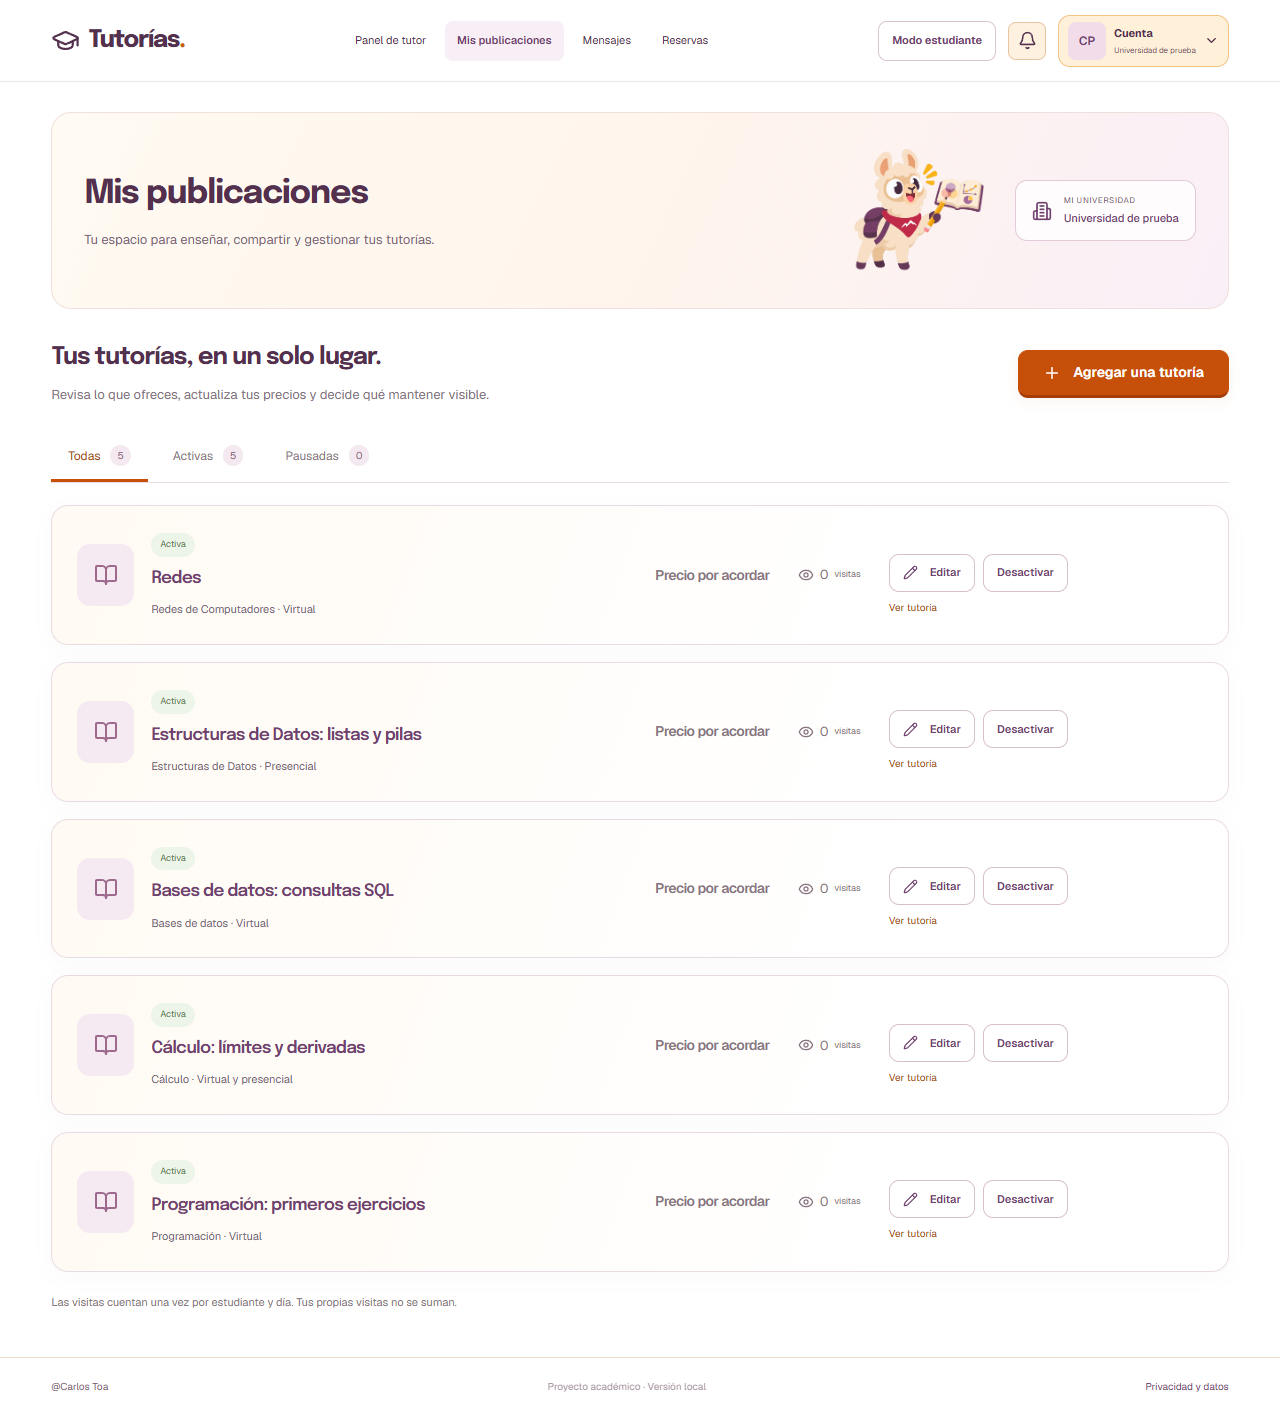 Tutorías.
Panel de tutor
Mis publicaciones
Mensajes
Reservas
Modo estudiante
CP
Cuenta
Universidad de prueba
Mis publicaciones
Tu espacio para enseñar, compartir y gestionar tus tutorías.
MI UNIVERSIDAD
Universidad de prueba
Tus tutorías, en un solo lugar.
Revisa lo que ofreces, actualiza tus precios y decide qué mantener visible.
Agregar una tutoría
Todas 5
Activas 5
Pausadas 0
Activa
Redes
Redes de Computadores · Virtual
Precio por acordar
0 visitas
Editar
Desactivar
Ver tutoría
Activa
Estructuras de Datos: listas y pilas
Estructuras de Datos · Presencial
Precio por acordar
0 visitas
Editar
Desactivar
Ver tutoría
Activa
Bases de datos: consultas SQL
Bases de datos · Virtual
Precio por acordar
0 visitas
Editar
Desactivar
Ver tutoría
Activa
Cálculo: límites y derivadas
Cálculo · Virtual y presencial
Precio por acordar
0 visitas
Editar
Desactivar
Ver tutoría
Activa
Programación: primeros ejercicios
Programación · Virtual
Precio por acordar
0 visitas
Editar
Desactivar
Ver tutoría
Las visitas cuentan una vez por estudiante y día. Tus propias visitas no se suman.
@Carlos Toa
Proyecto académico · Versión local
Privacidad y datos